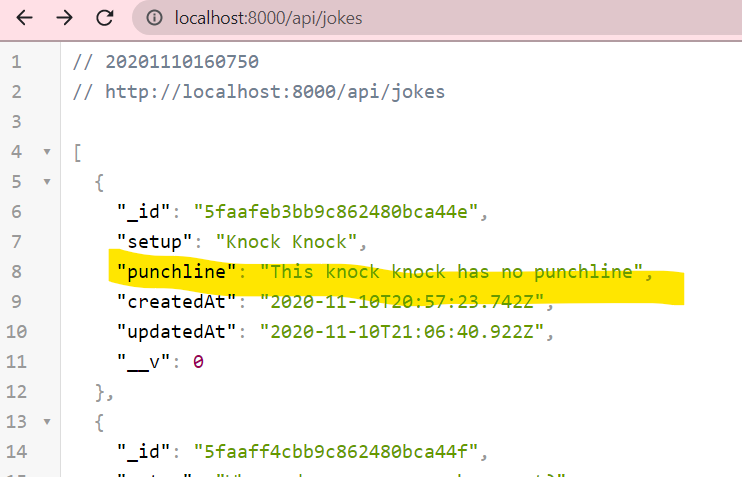 localhost:8000/api/jokes
1 // 20201110160750
2 // http://localhost:8000/api/jokes
3
4 [
5 {
6 "_id": "5faafeb3bb9c862480bca44e",
7 "setup": "Knock Knock",
8 "punchline": "This knock knock has no punchline",
9 "createdAt": "2020-11-10T20:57:23.742Z",
10 "updatedAt": "2020-11-10T21:06:40.922Z",
11 "__v": 0
12 },
13 {
14 "_id": "5faaff4cbb9c862480bca44f",